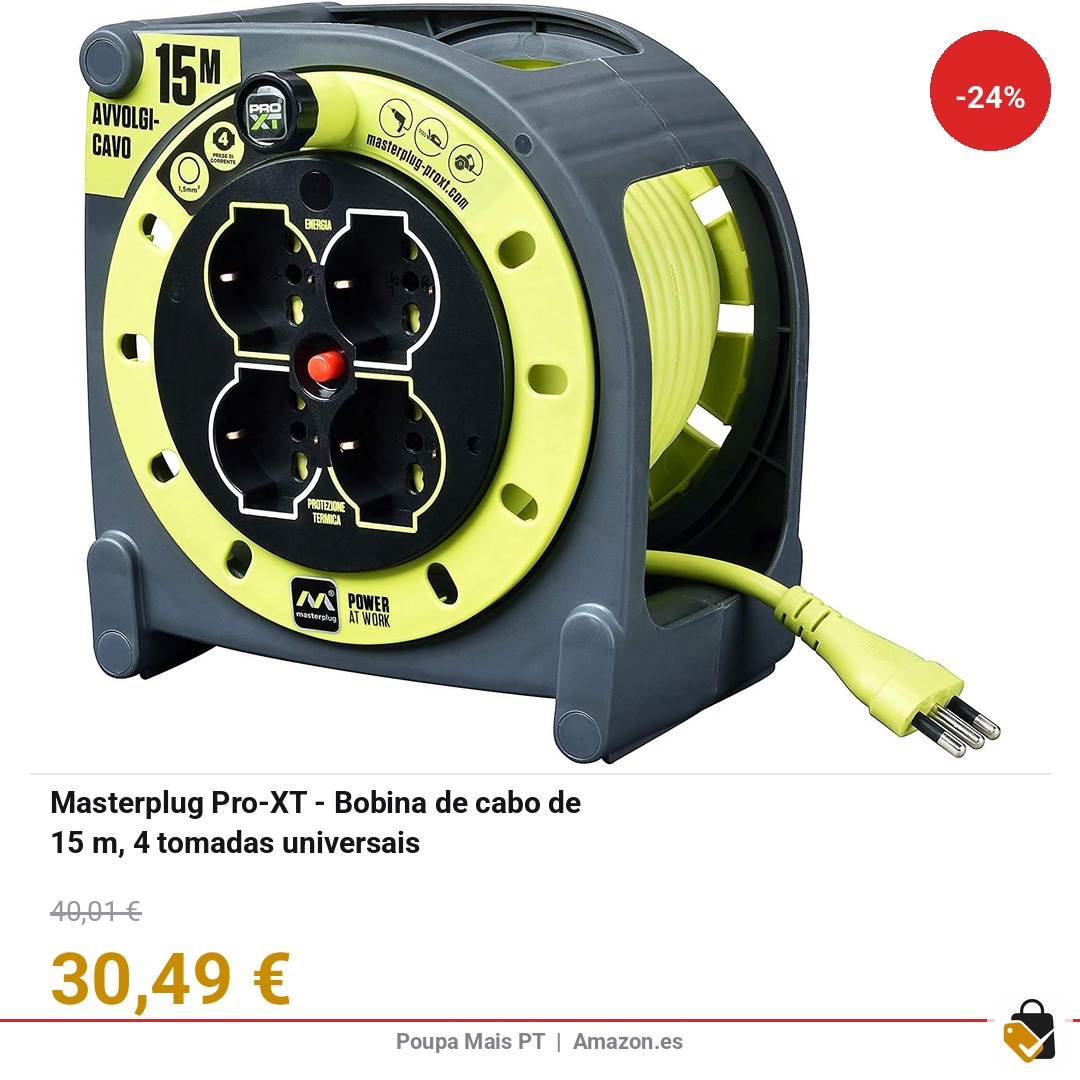 15M
AVVOLGI-
CAVO
PRO
XT
4
PRESE DI
CORRENTE
1,5mm²
masterplug-proxt.com
ENERGIA
PROTEZIONE
TERMICA
masterplug
POWER
AT WORK
-24%
Masterplug Pro-XT - Bobina de cabo de
15 m, 4 tomadas universais
40,01 €
30,49 €
Poupa Mais PT | Amazon.es